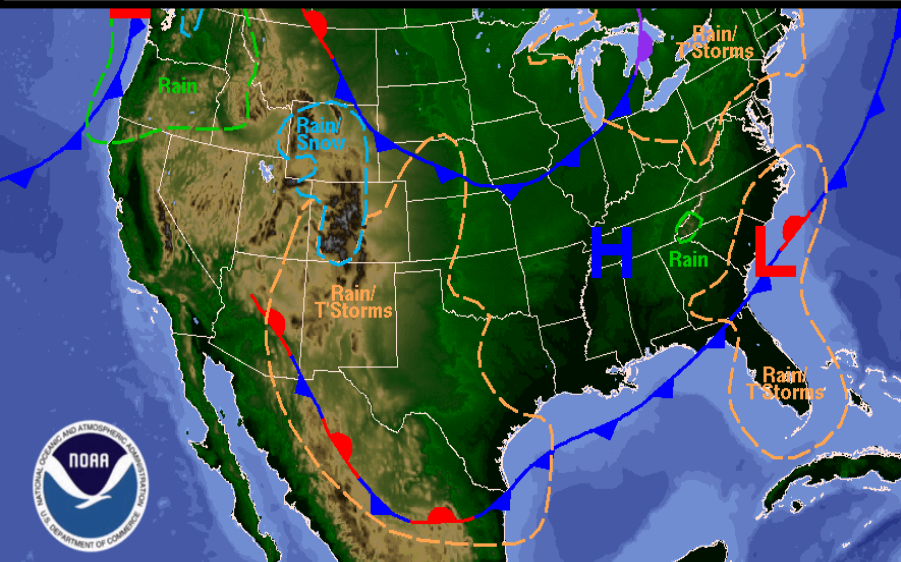 Rain/
T'Storms
Rain
Rain/
Snow
H
L
Rain
Rain/
T'Storms
Rain/
T'Storms
NATIONAL OCEANIC AND ATMOSPHERIC ADMINISTRATION
NOAA
U.S. DEPARTMENT OF COMMERCE